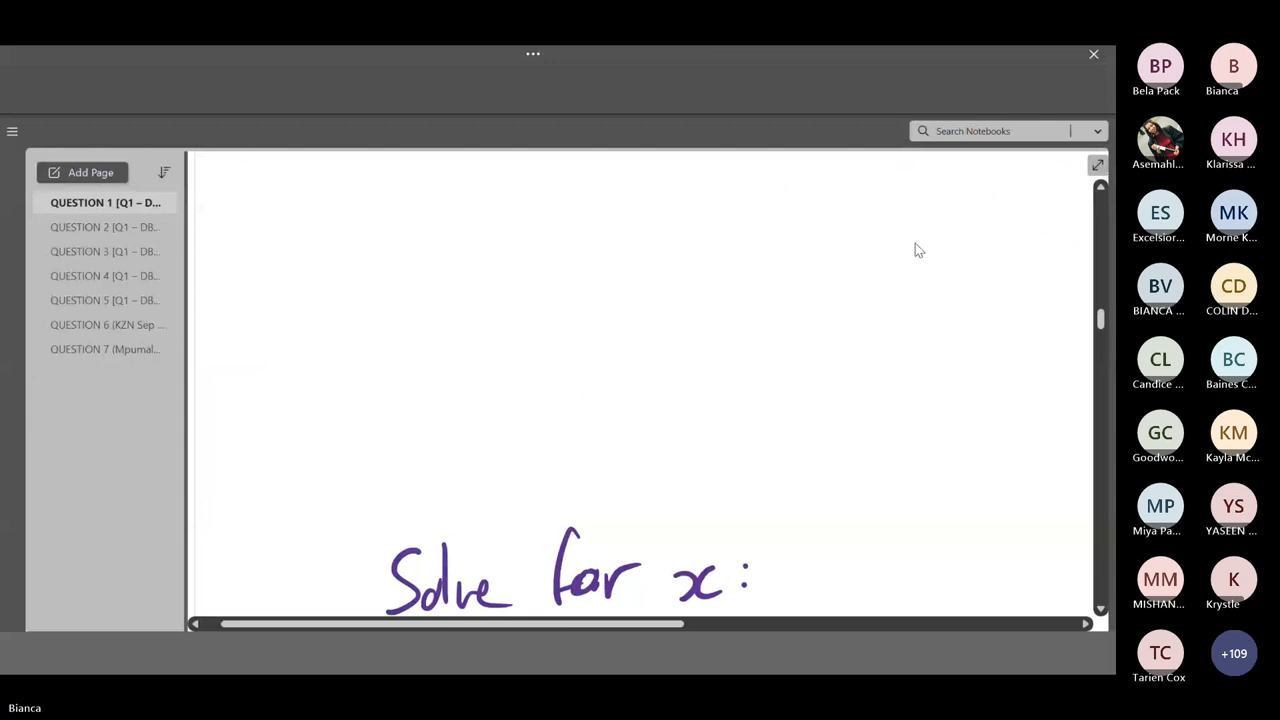 ...
Search Notebooks
Add Page
QUESTION 1 [Q1 – D...
QUESTION 2 [Q1 – DB...
QUESTION 3 [Q1 – DB...
QUESTION 4 [Q1 – DB...
QUESTION 5 [Q1 – DB...
QUESTION 6 (KZN Sep ...
QUESTION 7 (Mpumal...
Solve for x:
BP
Bela Pack
B
Bianca
Asemahl...
KH
Klarissa ...
ES
Excelsior...
MK
Morne K...
BV
BIANCA ...
CD
COLIN D...
CL
Candice ...
BC
Baines C...
GC
Goodwo...
KM
Kayla Mc...
MP
Miya Pa...
YS
YASEEN ...
MM
MISHAN...
K
Krystle
TC
Tarien Cox
+109
Bianca